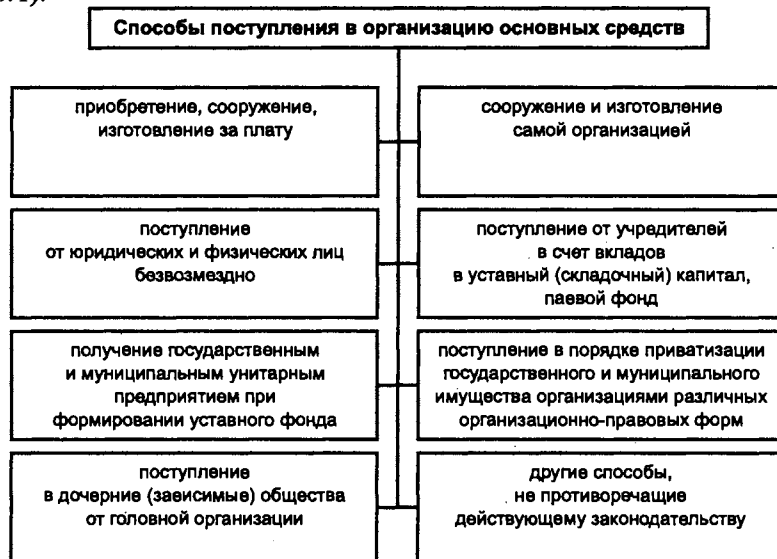 Способы поступления в организацию основных средств
приобретение, сооружение,
изготовление за плату
сооружение и изготовление
самой организацией
поступление
от юридических и физических лиц
безвозмездно
поступление от учредителей
в счет вкладов
в уставный (складочный) капитал,
паевой фонд
получение государственным
и муниципальным унитарным
предприятием при
формировании уставного фонда
поступление в порядке приватизации
государственного и муниципального
имущества организациями различных
организационно-правовых форм
поступление
в дочерние (зависимые) общества
от головной организации
другие способы,
не противоречащие
действующему законодательству